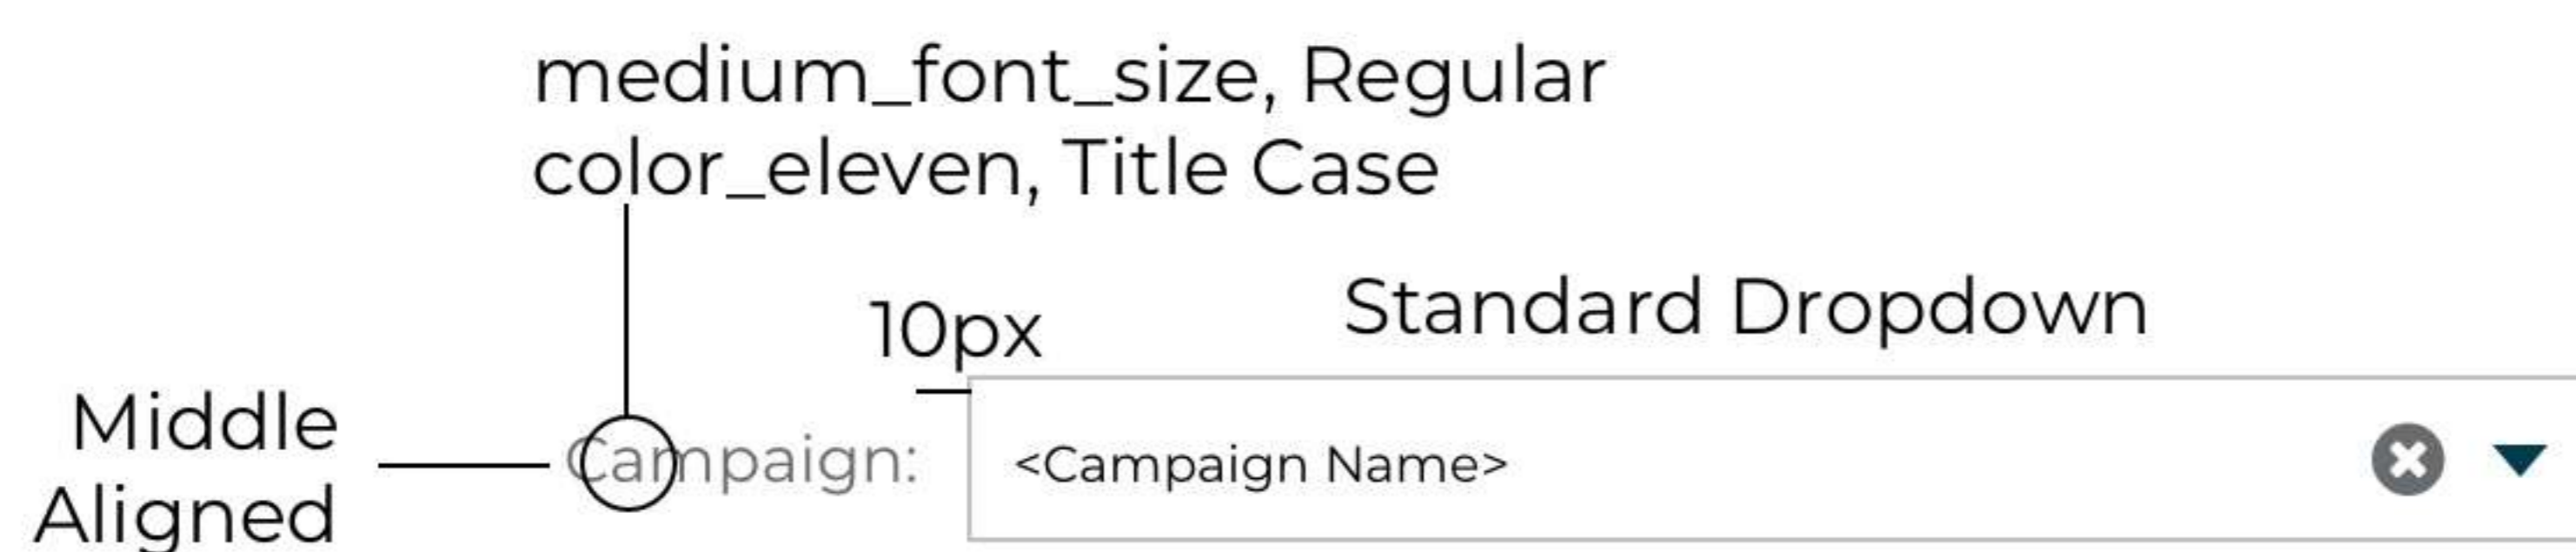 medium_font_size, Regular
color_eleven, Title Case
10px
Standard Dropdown
Middle
Aligned
Campaign:
<Campaign Name>